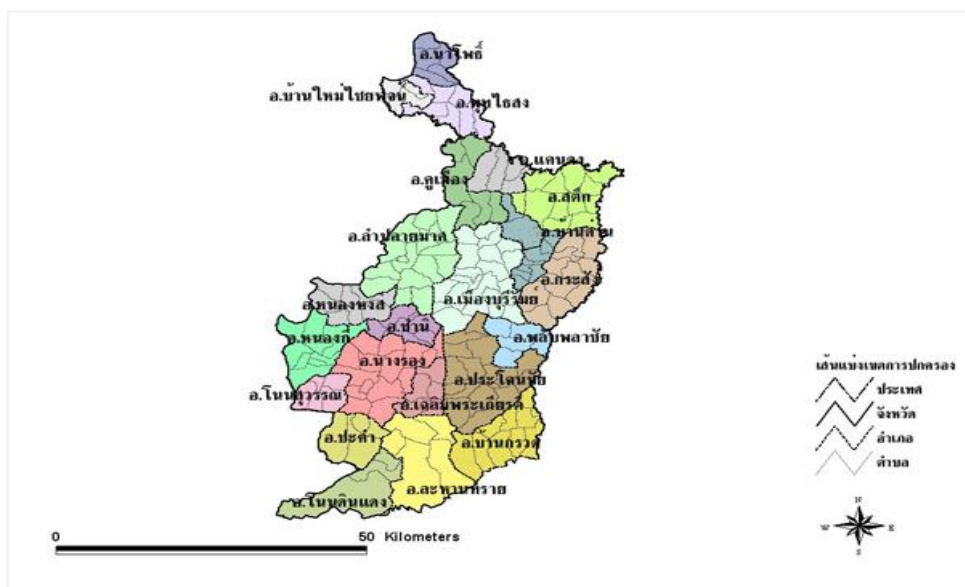 อ.นาโพธิ์
อ.บ้านใหม่ไชยพจน์
อ.พุทไธสง
อ.แคนดง
อ.คูเมือง
อ.สตึก
อ.บ้านด่าน
อ.ลำปลายมาศ
อ.กระสัง
อ.เมืองบุรีรัมย์
อ.หนองหงส์
อ.ชำนิ
อ.พลับพลาชัย
อ.หนองกี่
อ.นางรอง
อ.ประโคนชัย
อ.โนนสุวรรณ
อ.เฉลิมพระเกียรติ
อ.ปะคำ
อ.บ้านกรวด
อ.ละหานทราย
อ.โนนดินแดง
เส้นแบ่งเขตการปกครอง
ประเทศ
จังหวัด
อำเภอ
ตำบล
0 50 Kilometers
N
W E
S